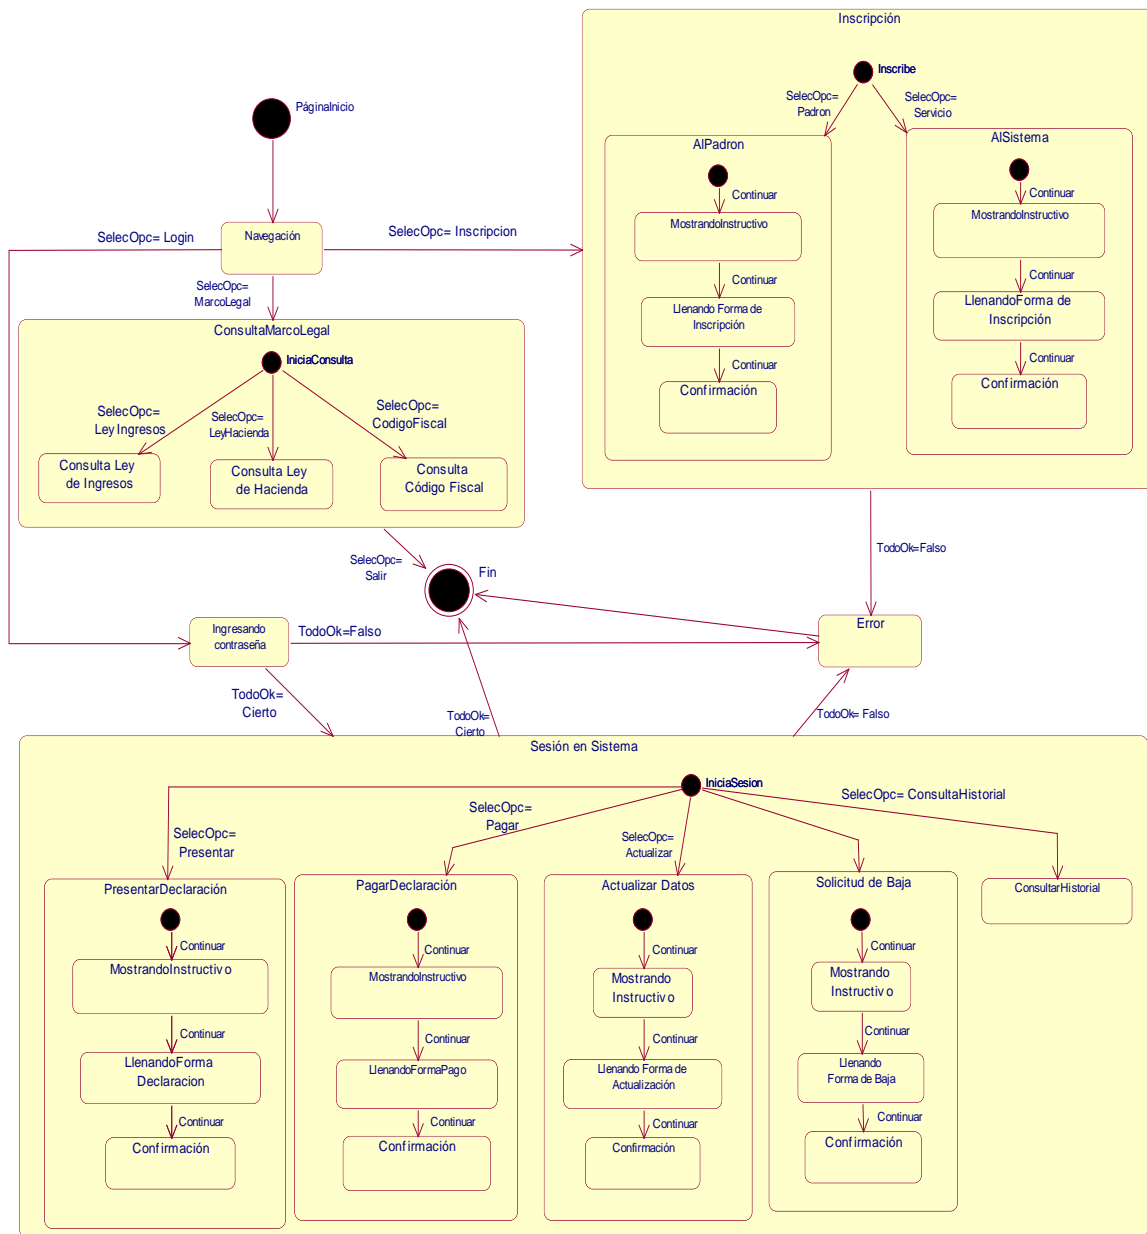 Inscripción
Inscribe
SelecOpc=
Padron
SelecOpc=
Servicio
PáginaInicio
AlPadron
AlSistema
Continuar
Continuar
MostrandoInstructivo
MostrandoInstructivo
Navegación
SelecOpc= Login
SelecOpc= Inscripcion
Continuar
Continuar
SelecOpc=
MarcoLegal
Llenando Forma de
Inscripción
LlenandoForma de
Inscripción
ConsultaMarcoLegal
IniciaConsulta
Continuar
Continuar
Confirmación
Confirmación
SelecOpc=
Ley Ingresos
SelecOpc=
LeyHacienda
SelecOpc=
CodigoFiscal
Consulta Ley
de Ingresos
Consulta Ley
de Hacienda
Consulta
Código Fiscal
SelecOpc=
Salir
Fin
TodoOk=Falso
Ingresando
contraseña
TodoOk=Falso
Error
TodoOk=
Cierto
TodoOk=
Cierto
TodoOk= Falso
Sesión en Sistema
IniciaSesion
SelecOpc=
Presentar
SelecOpc=
Pagar
SelecOpc=
Actualizar
SelecOpc= ConsultaHistorial
PresentarDeclaración
Continuar
MostrandoInstructivo
Continuar
LlenandoForma
Declaracion
Continuar
Confirmación
PagarDeclaración
Continuar
MostrandoInstructivo
Continuar
LlenandoFormaPago
Continuar
Confirmación
Actualizar Datos
Continuar
Mostrando
Instructivo
Continuar
Llenando Forma de
Actualización
Continuar
Confirmación
Solicitud de Baja
Continuar
Mostrando
Instructivo
Continuar
Llenando
Forma de Baja
Continuar
Confirmación
ConsultarHistorial